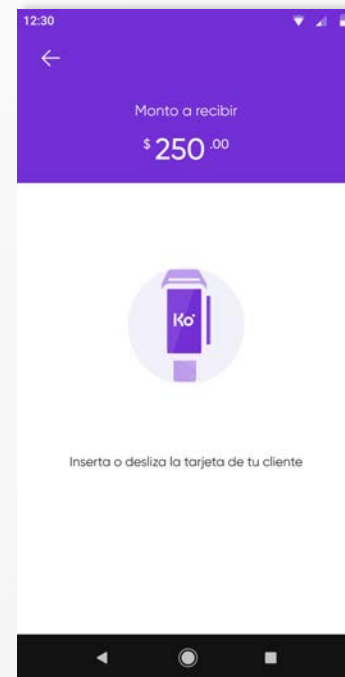 12:30
Monto a recibir
$ 250 .00
Ko'
Inserta o desliza la tarjeta de tu cliente